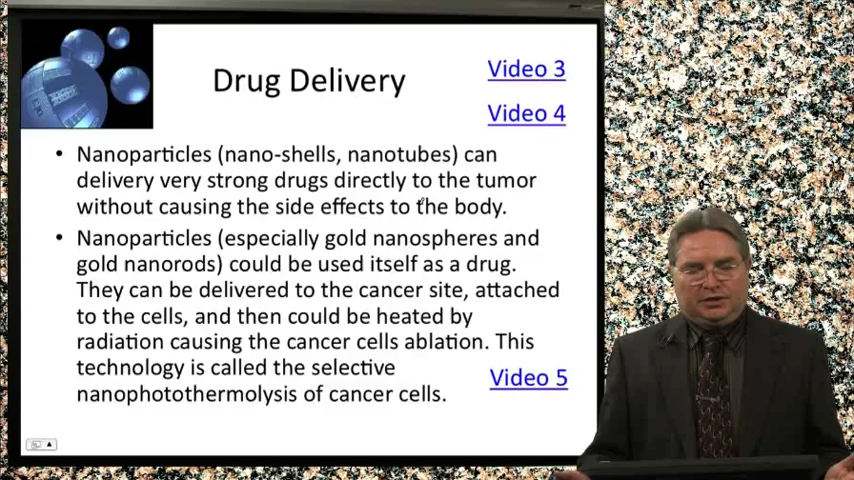 Drug Delivery
Video 3
Video 4
• Nanoparticles (nano-shells, nanotubes) can
delivery very strong drugs directly to the tumor
without causing the side effects to the body.
• Nanoparticles (especially gold nanospheres and
gold nanorods) could be used itself as a drug.
They can be delivered to the cancer site, attached
to the cells, and then could be heated by
radiation causing the cancer cells ablation. This
technology is called the selective
nanophotothermolysis of cancer cells.
Video 5